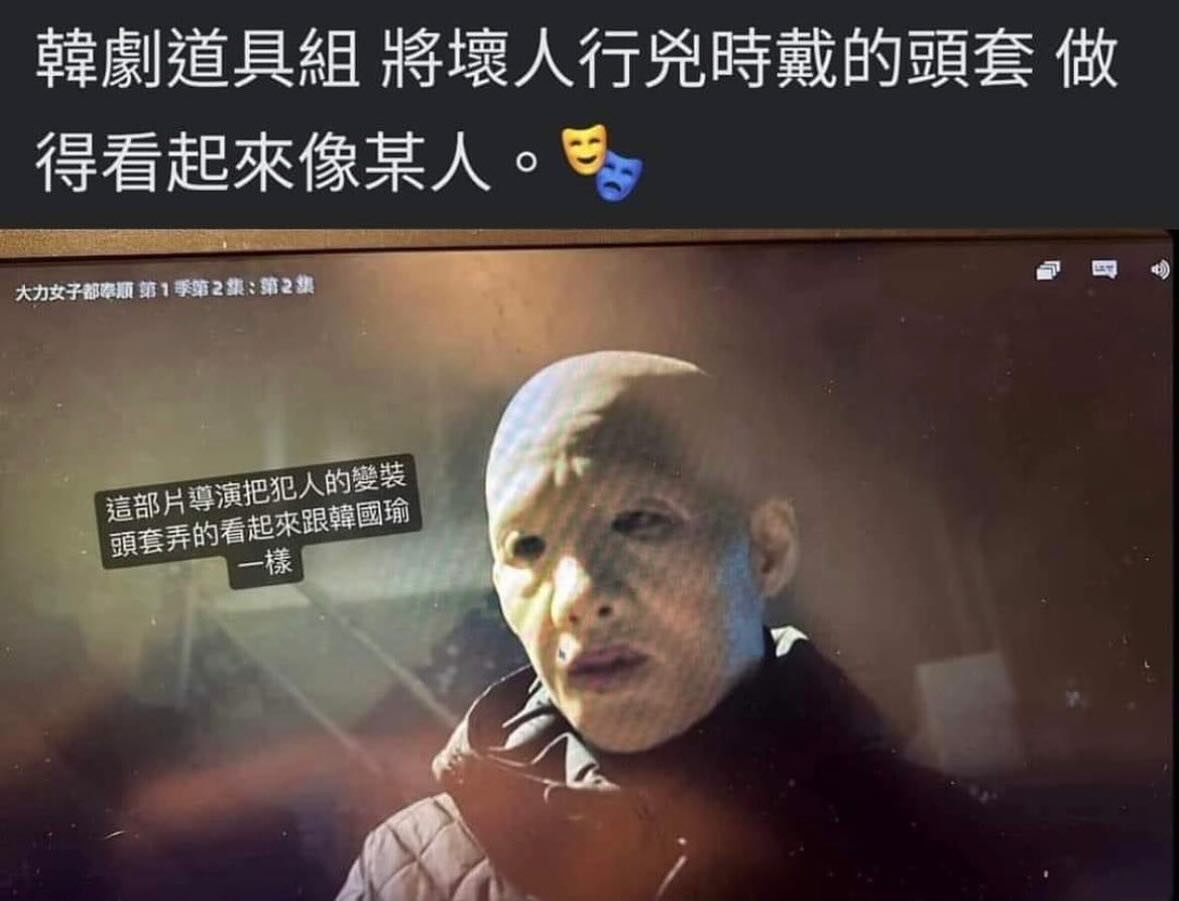 韓劇道具組 將壞人行兇時戴的頭套 做
得看起來像某人。🎭
大力女子都奉順 第1季第2集:第2集
這部片導演把犯人的變裝
頭套弄的看起來跟韓國瑜
一樣